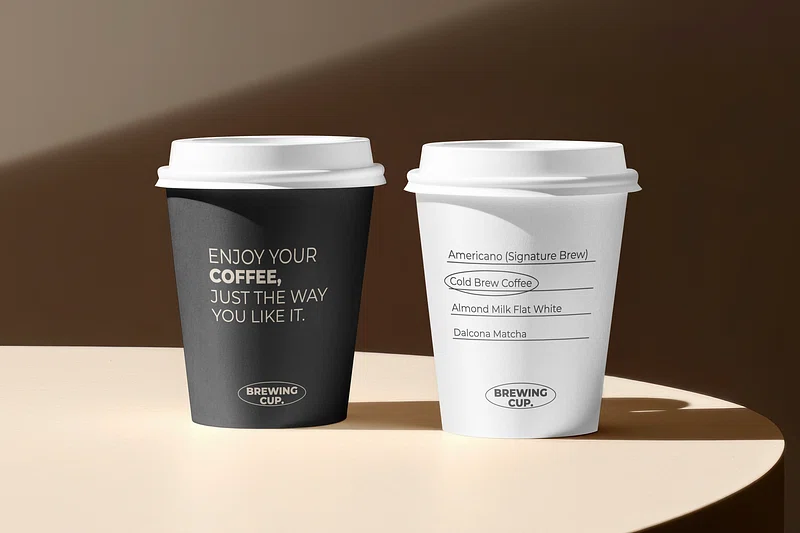 ENJOY YOUR
COFFEE,
JUST THE WAY
YOU LIKE IT.
BREWING
CUP.
Americano (Signature Brew)
Cold Brew Coffee
Almond Milk Flat White
Dalcona Matcha
BREWING
CUP.